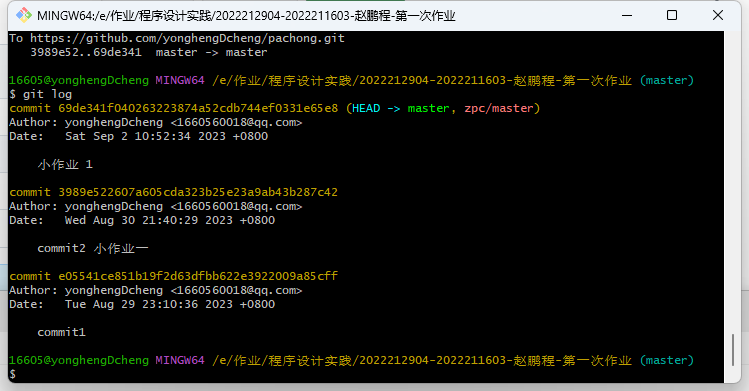 MINGW64:/e/作业/程序设计实践/2022212904-2022211603-赵鹏程-第一次作业
To https://github.com/yonghengDcheng/pachong.git
   3989e52..69de341  master -> master
16605@yonghengDcheng MINGW64 /e/作业/程序设计实践/2022212904-2022211603-赵鹏程-第一次作业 (master)
$ git log
commit 69de341f040263223874a52cdb744ef0331e65e8 (HEAD -> master, zpc/master)
Author: yonghengDcheng <1660560018@qq.com>
Date:   Sat Sep 2 10:52:34 2023 +0800
    小作业 1
commit 3989e522607a605cda323b25e23a9ab43b287c42
Author: yonghengDcheng <1660560018@qq.com>
Date:   Wed Aug 30 21:40:29 2023 +0800
    commit2 小作业一
commit e05541ce851b19f2d63dfbb622e3922009a85cff
Author: yonghengDcheng <1660560018@qq.com>
Date:   Tue Aug 29 23:10:36 2023 +0800
    commit1
16605@yonghengDcheng MINGW64 /e/作业/程序设计实践/2022212904-2022211603-赵鹏程-第一次作业 (master)
$